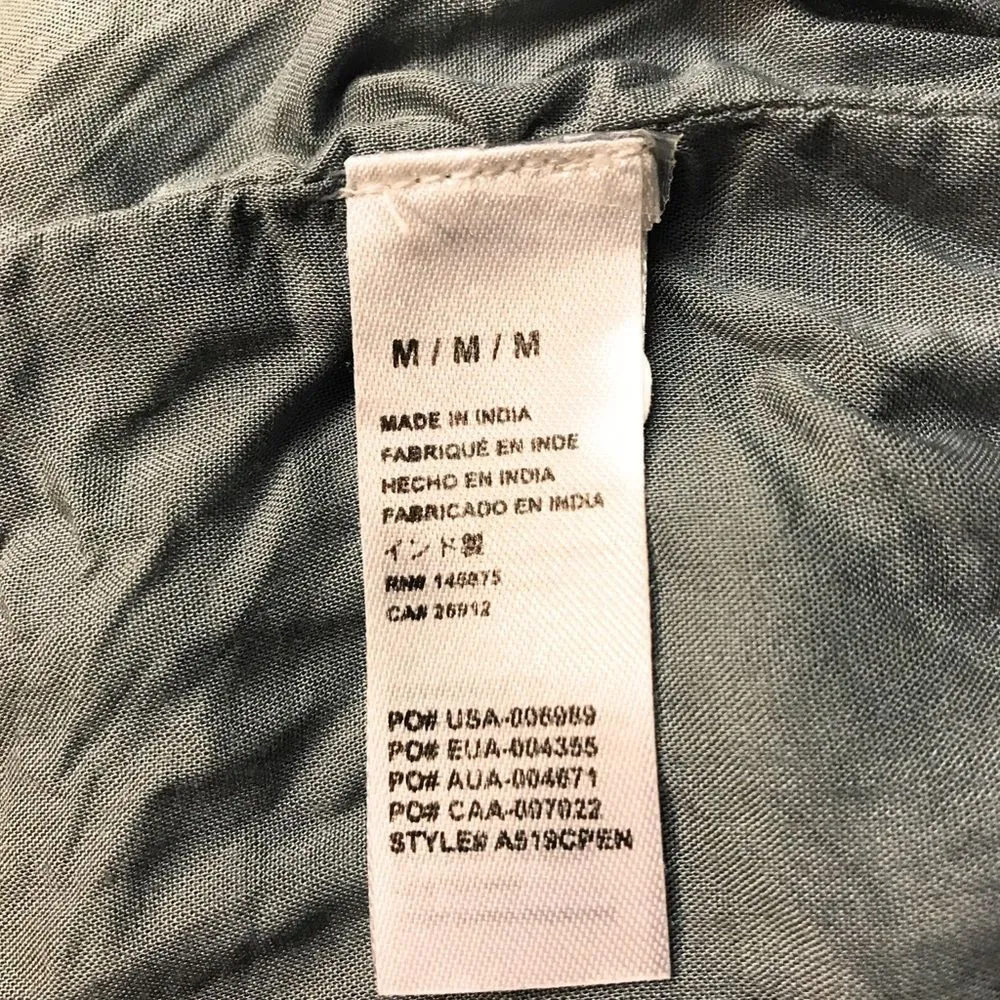 M / M / M
MADE IN INDIA
FABRIQUÉ EN INDE
HECHO EN INDIA
FABRICADO EN INDIA
インド製
RN#
CA# 26912
PO# USA-006989
PO# EUA-004355
PO# AUA-004671
PO# CAA-007022
STYLE# A519CPEN